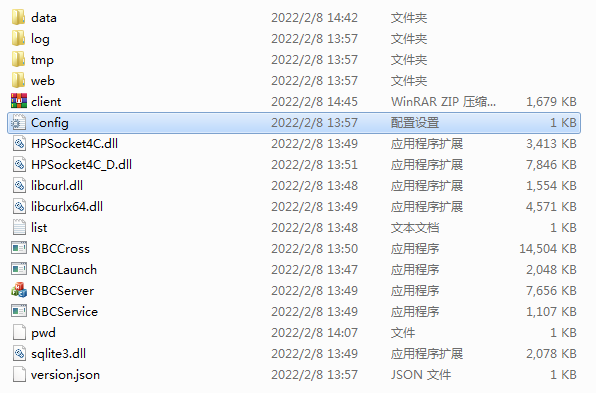 data 2022/2/8 14:42 文件夹
log 2022/2/8 13:57 文件夹
tmp 2022/2/8 13:57 文件夹
web 2022/2/8 13:57 文件夹
client 2022/2/8 14:45 WinRAR ZIP 压缩... 1,679 KB
Config 2022/2/8 13:57 配置设置 1 KB
HPSocket4C.dll 2022/2/8 13:51 应用程序扩展 3,413 KB
HPSocket4C_D.dll 2022/2/8 13:51 应用程序扩展 7,846 KB
libcurl.dll 2022/2/8 13:48 应用程序扩展 1,554 KB
libcurlx64.dll 2022/2/8 13:49 应用程序扩展 4,571 KB
list 2022/2/8 13:48 文本文档 1 KB
NBCCross 2022/2/8 13:50 应用程序 14,504 KB
NBCLaunch 2022/2/8 13:47 应用程序 2,048 KB
NBCServer 2022/2/8 13:49 应用程序 7,656 KB
NBCService 2022/2/8 13:49 应用程序 1,107 KB
pwd 2022/2/8 14:07 文件 1 KB
sqlite3.dll 2022/2/8 13:49 应用程序扩展 2,078 KB
version.json 2022/2/8 13:57 JSON 文件 1 KB